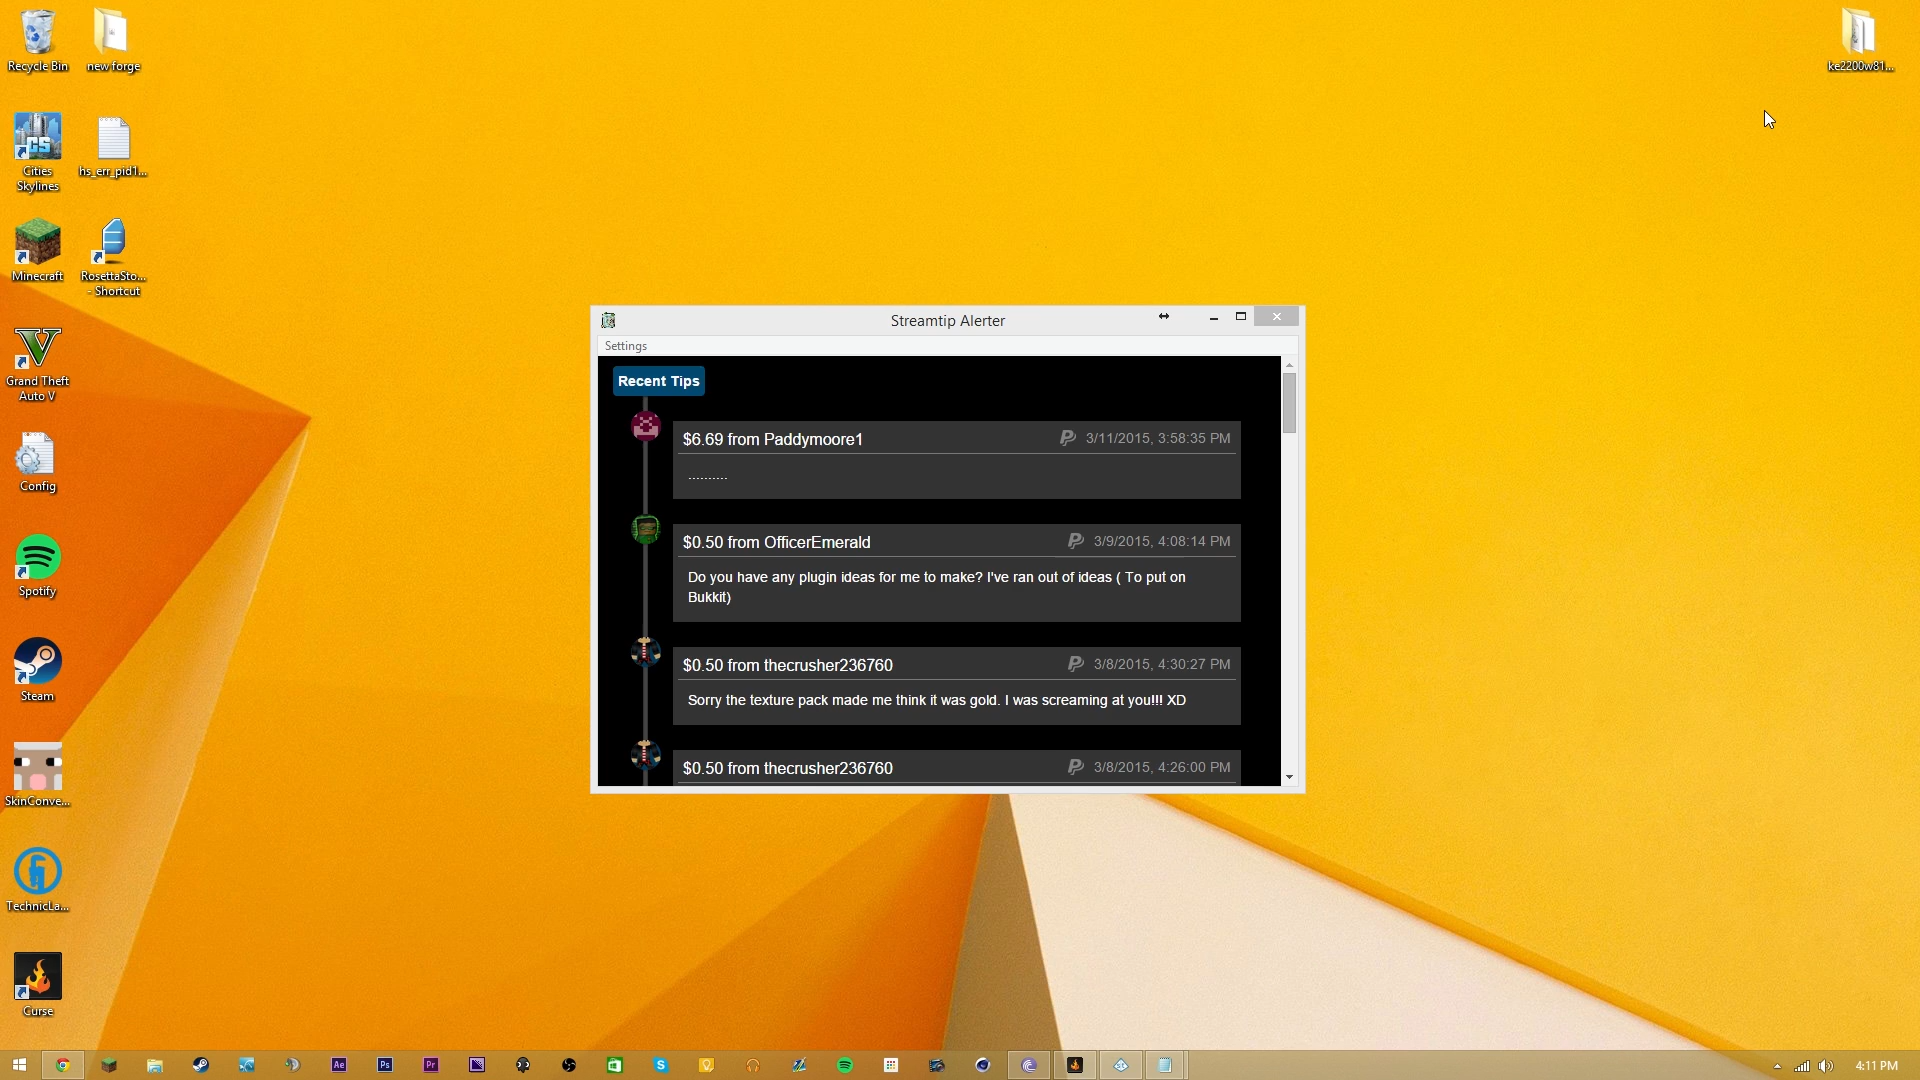 Recycle Bin
new forge
ke2200w81...
Cities
Skylines
hs_err_pid1...
Minecraft
RosettaSto...
- Shortcut
Grand Theft
Auto V
Config
Spotify
Steam
SkinConve...
TechnicLa...
Curse
Streamtip Alerter
Settings
Recent Tips
$6.69 from Paddymoore1
3/11/2015, 3:58:35 PM
..........
$0.50 from OfficerEmerald
3/9/2015, 4:08:14 PM
Do you have any plugin ideas for me to make? I've ran out of ideas ( To put on
Bukkit)
$0.50 from thecrusher236760
3/8/2015, 4:30:27 PM
Sorry the texture pack made me think it was gold. I was screaming at you!!! XD
$0.50 from thecrusher236760
3/8/2015, 4:26:00 PM
CS
V
Ae
Ps
Pr
S
4:11 PM